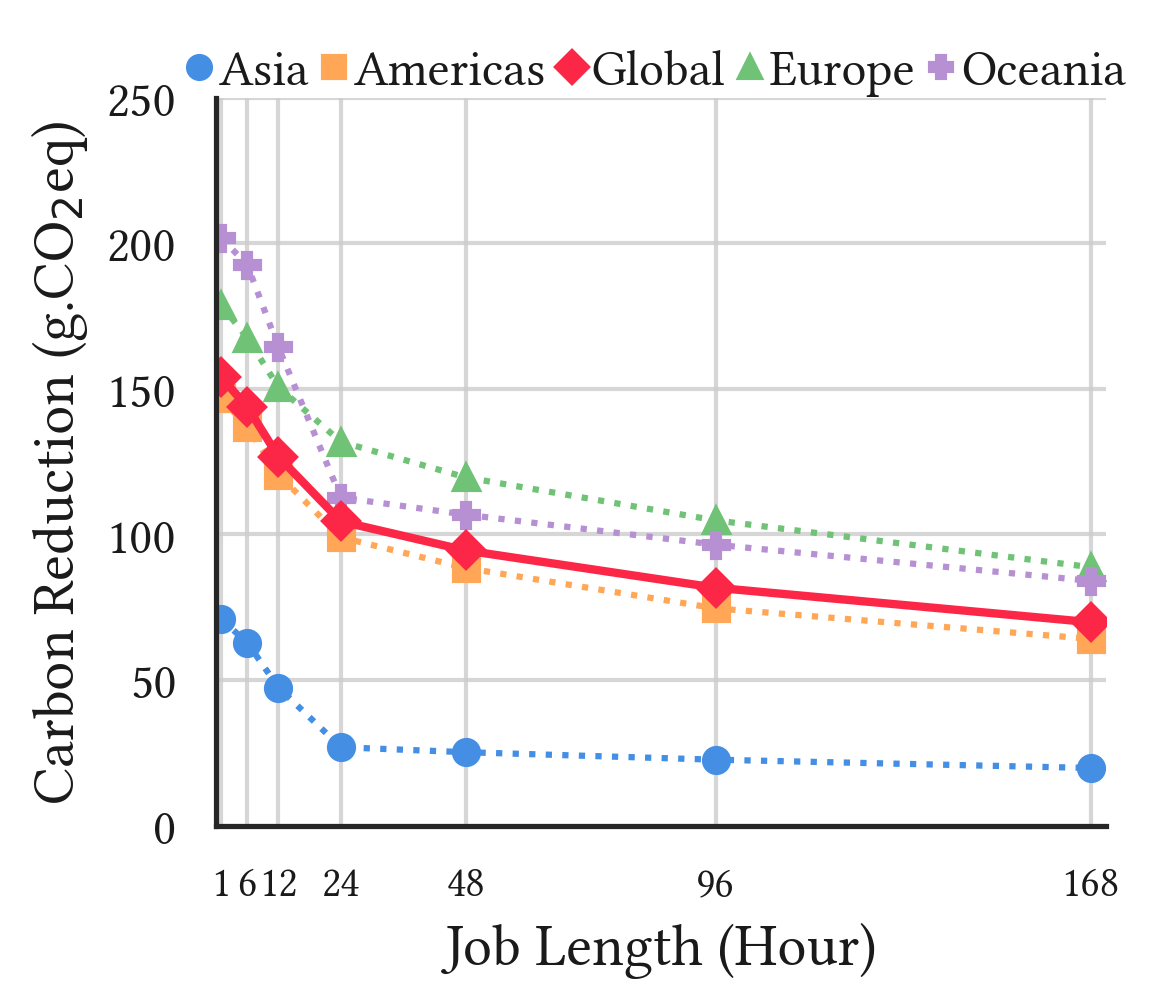 Asia Americas Global Europe Oceania
250
200
150
100
50
0
Carbon Reduction (g.CO₂eq)
1 6 12 24 48 96 168
Job Length (Hour)